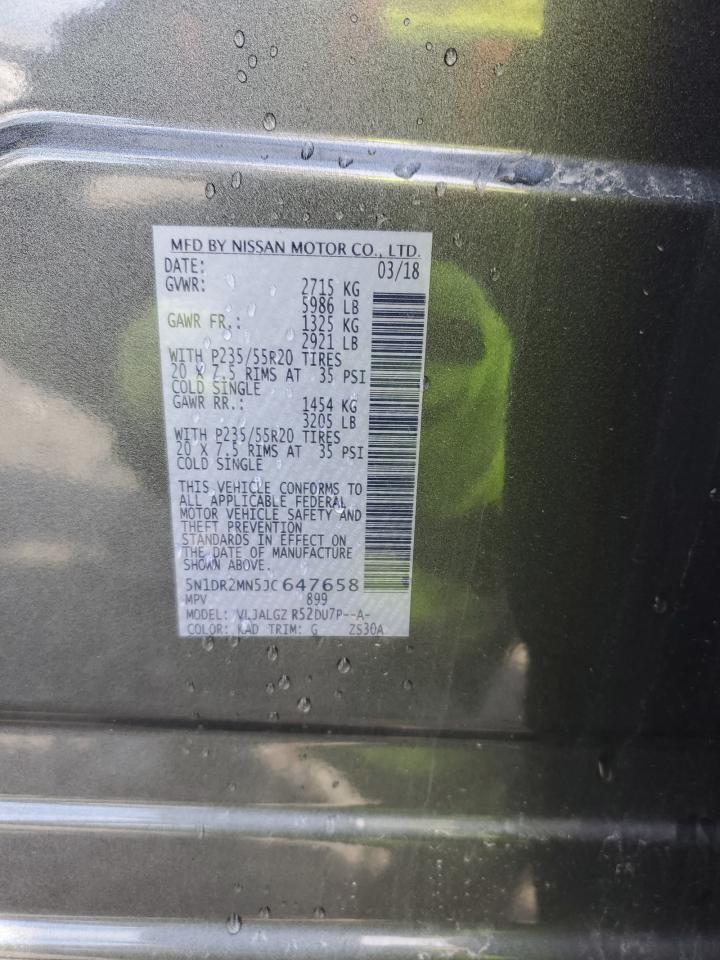 MFD BY NISSAN MOTOR CO., LTD.
DATE: 03/18
GVWR: 2715 KG
5986 LB
GAWR FR.: 1325 KG
2921 LB
WITH P235/55R20 TIRES
20 X 7.5 RIMS AT 35 PSI
COLD SINGLE
GAWR RR.: 1454 KG
3205 LB
WITH P235/55R20 TIRES
20 X 7.5 RIMS AT 35 PSI
COLD SINGLE
THIS VEHICLE CONFORMS TO
ALL APPLICABLE FEDERAL
MOTOR VEHICLE SAFETY AND
THEFT PREVENTION
STANDARDS IN EFFECT ON
THE DATE OF MANUFACTURE
SHOWN ABOVE.
5N1DR2MN5JC647658
MPV 899
MODEL: VLJALGZ R52DU7P--A-
COLOR: KAD TRIM: G ZS30A